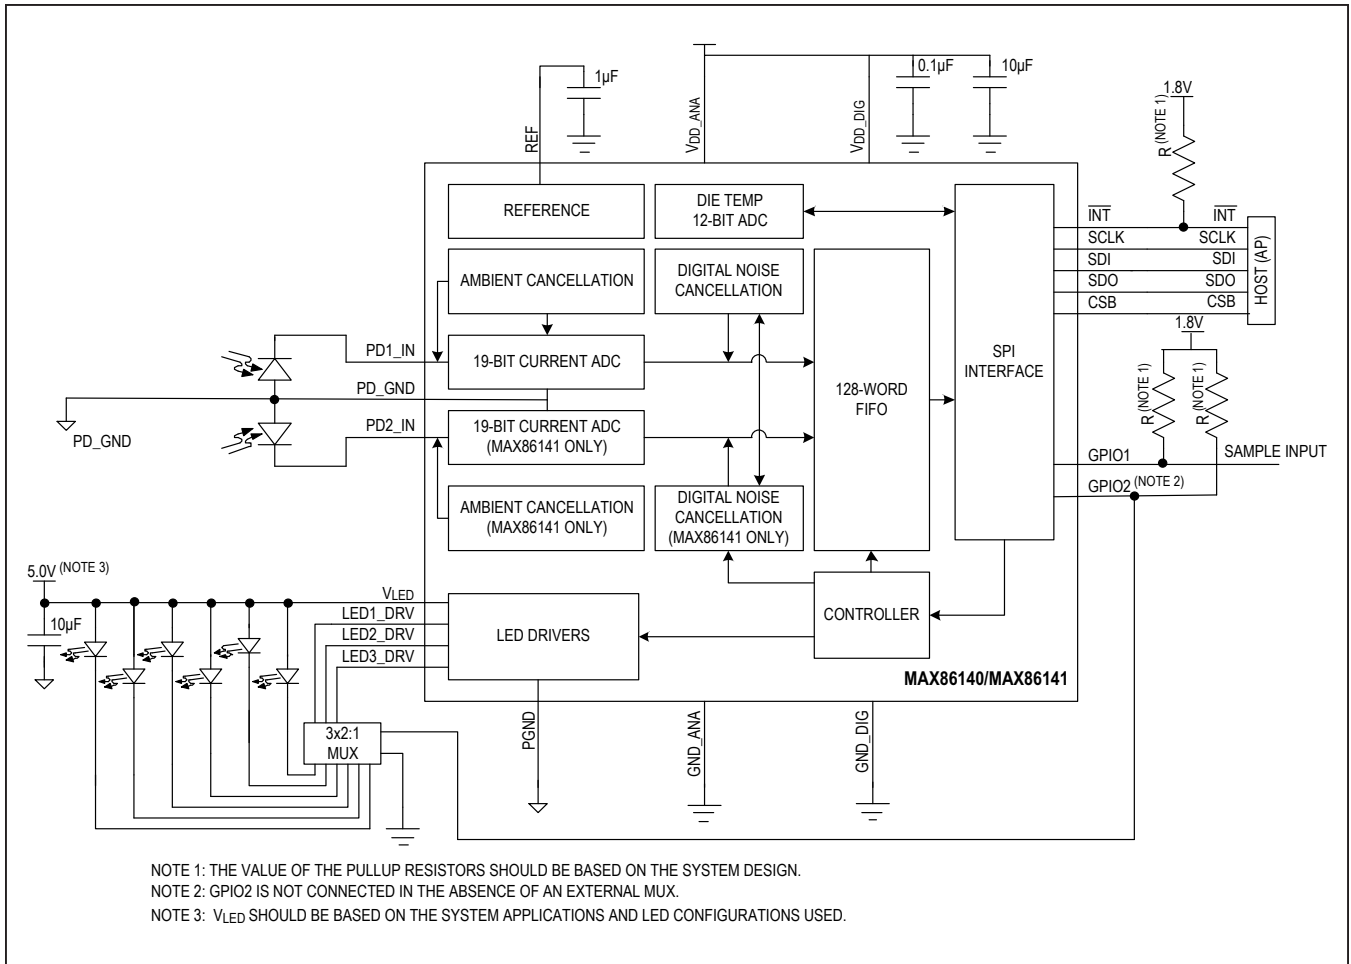 1µF
0.1µF
10µF
1.8V
REF
VDD_ANA
VDD_DIG
R (NOTE 1)
REFERENCE
DIE TEMP
12-BIT ADC
INT
INT
SCLK
SCLK
SDI
SDI
SDO
SDO
CSB
CSB
HOST (AP)
AMBIENT CANCELLATION
DIGITAL NOISE
CANCELLATION
1.8V
PD1_IN
19-BIT CURRENT ADC
SPI
INTERFACE
PD_GND
128-WORD
FIFO
R (NOTE 1)
R (NOTE 1)
PD_GND
PD2_IN
19-BIT CURRENT ADC
(MAX86141 ONLY)
GPIO1
SAMPLE INPUT
GPIO2 (NOTE 2)
AMBIENT CANCELLATION
(MAX86141 ONLY)
DIGITAL NOISE
CANCELLATION
(MAX86141 ONLY)
5.0V (NOTE 3)
VLED
10µF
LED1_DRV
LED2_DRV
LED3_DRV
LED DRIVERS
CONTROLLER
MAX86140/MAX86141
3x2:1
MUX
PGND
GND_ANA
GND_DIG
NOTE 1: THE VALUE OF THE PULLUP RESISTORS SHOULD BE BASED ON THE SYSTEM DESIGN.
NOTE 2: GPIO2 IS NOT CONNECTED IN THE ABSENCE OF AN EXTERNAL MUX.
NOTE 3: VLED SHOULD BE BASED ON THE SYSTEM APPLICATIONS AND LED CONFIGURATIONS USED.